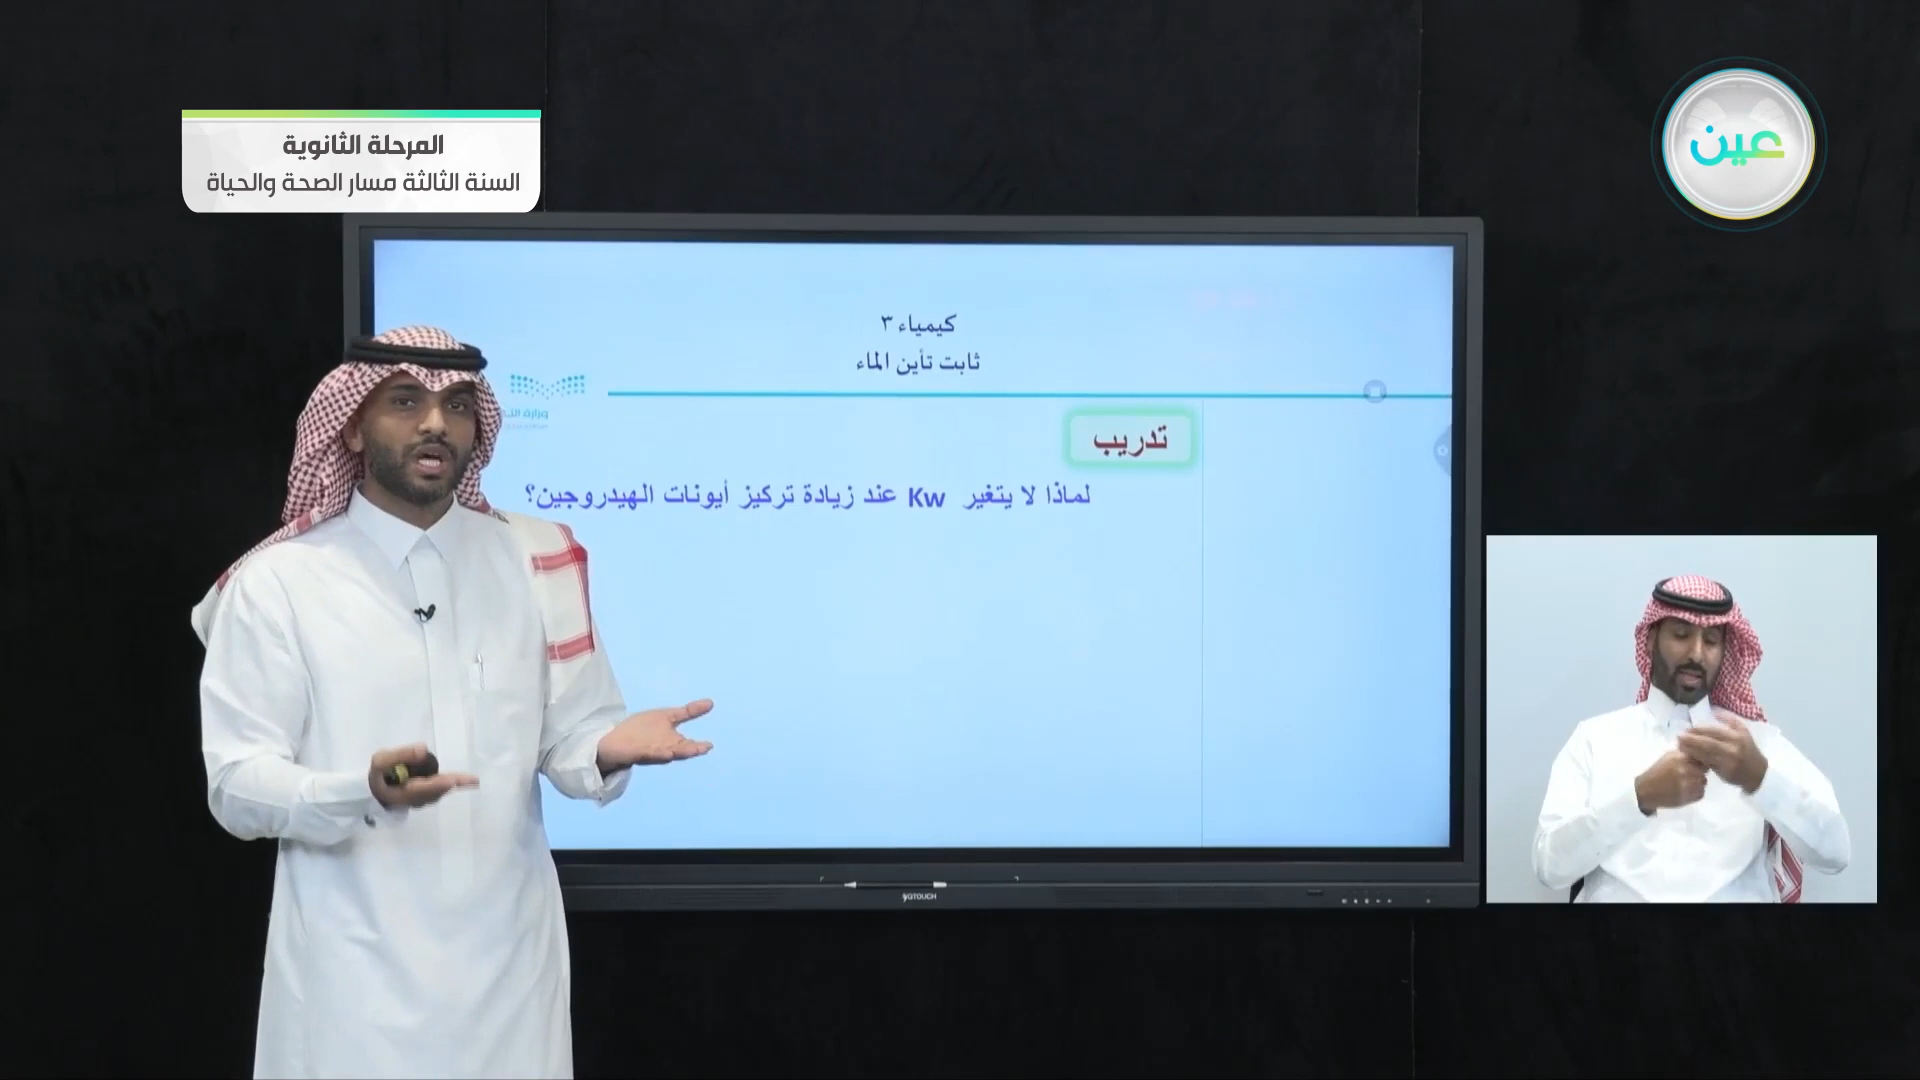 المرحلة الثانوية
السنة الثالثة مسار الصحة والحياة
عين
كيمياء ٣
ثابت تأين الماء
تدريب
لماذا لا يتغير Kw عند زيادة تركيز أيونات الهيدروجين؟